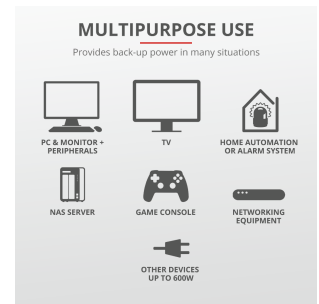 MULTIPURPOSE USE
Provides back-up power in many situations
PC & MONITOR +
PERIPHERALS
TV
HOME AUTOMATION
OR ALARM SYSTEM
NAS SERVER
GAME CONSOLE
NETWORKING
EQUIPMENT
OTHER DEVICES
UP TO 600W